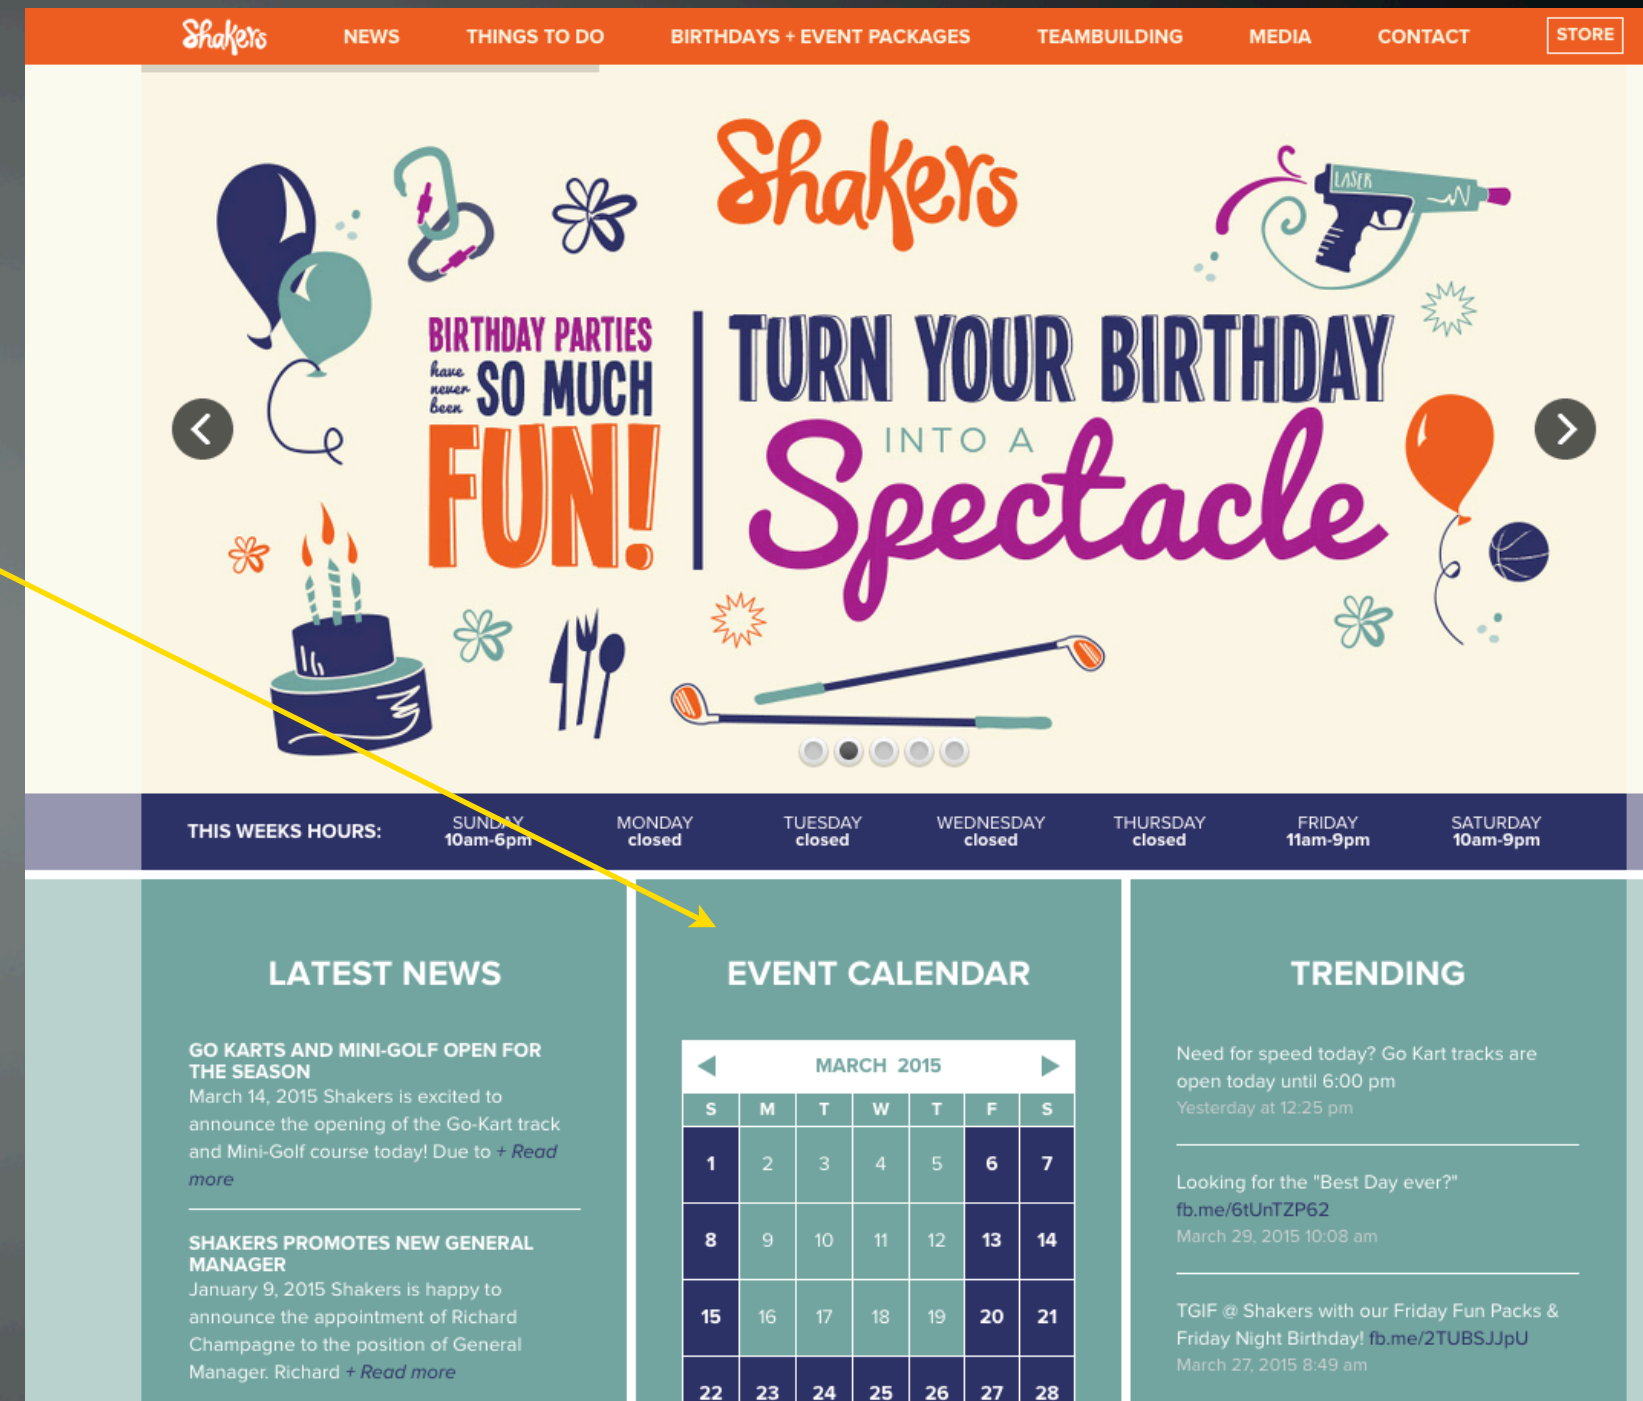 Shakers
NEWS
THINGS TO DO
BIRTHDAYS + EVENT PACKAGES
TEAMBUILDING
MEDIA
CONTACT
STORE
Shakers
LASER
BIRTHDAY PARTIES
have
never
been
SO MUCH
FUN!
TURN YOUR BIRTHDAY
INTO A
Spectacle
THIS WEEKS HOURS:
SUNDAY
10am-6pm
MONDAY
closed
TUESDAY
closed
WEDNESDAY
closed
THURSDAY
closed
FRIDAY
11am-9pm
SATURDAY
10am-9pm
LATEST NEWS
GO KARTS AND MINI-GOLF OPEN FOR
THE SEASON
March 14, 2015 Shakers is excited to
announce the opening of the Go-Kart track
and Mini-Golf course today! Due to + Read
more
SHAKERS PROMOTES NEW GENERAL
MANAGER
January 9, 2015 Shakers is happy to
announce the appointment of Richard
Champagne to the position of General
Manager. Richard + Read more
EVENT CALENDAR
MARCH 2015
S M T W T F S
1 2 3 4 5 6 7
8 9 10 11 12 13 14
15 16 17 18 19 20 21
22 23 24 25 26 27 28
TRENDING
Need for speed today? Go Kart tracks are
open today until 6:00 pm
Yesterday at 12:25 pm
Looking for the "Best Day ever?"
fb.me/6tUnTZP62
March 29, 2015 10:08 am
TGIF @ Shakers with our Friday Fun Packs &
Friday Night Birthday! fb.me/2TUBSJJpU
March 27, 2015 8:49 am